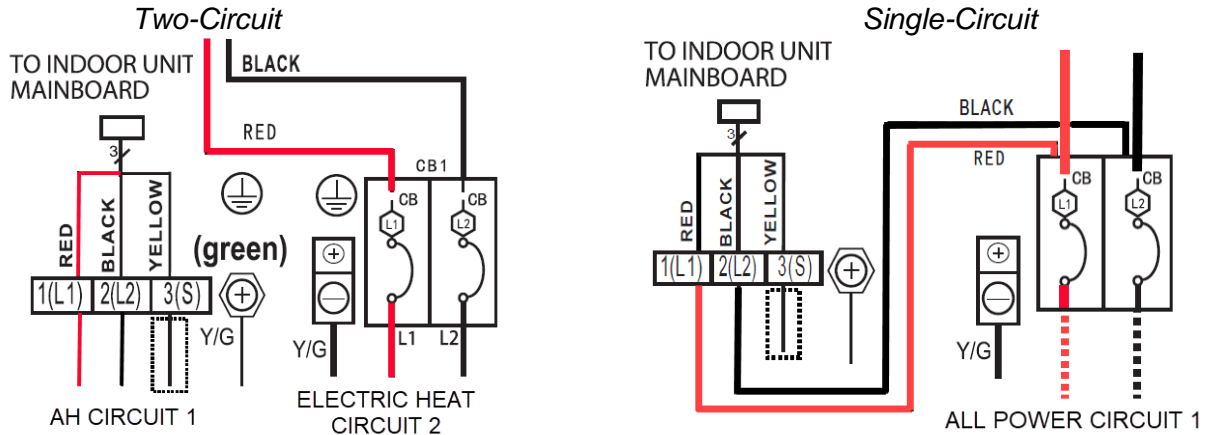 Two-Circuit
TO INDOOR UNIT
MAINBOARD
BLACK
RED
3
CB1
RED
BLACK
YELLOW
(green)
CB
CB
L1
L2
1(L1)
2(L2)
3(S)
Y/G
Y/G
L1
L2
AH CIRCUIT 1
ELECTRIC HEAT
CIRCUIT 2
Single-Circuit
TO INDOOR UNIT
MAINBOARD
BLACK
3
RED
RED
BLACK
YELLOW
CB
CB
L1
L2
1(L1)
2(L2)
3(S)
Y/G
ALL POWER CIRCUIT 1